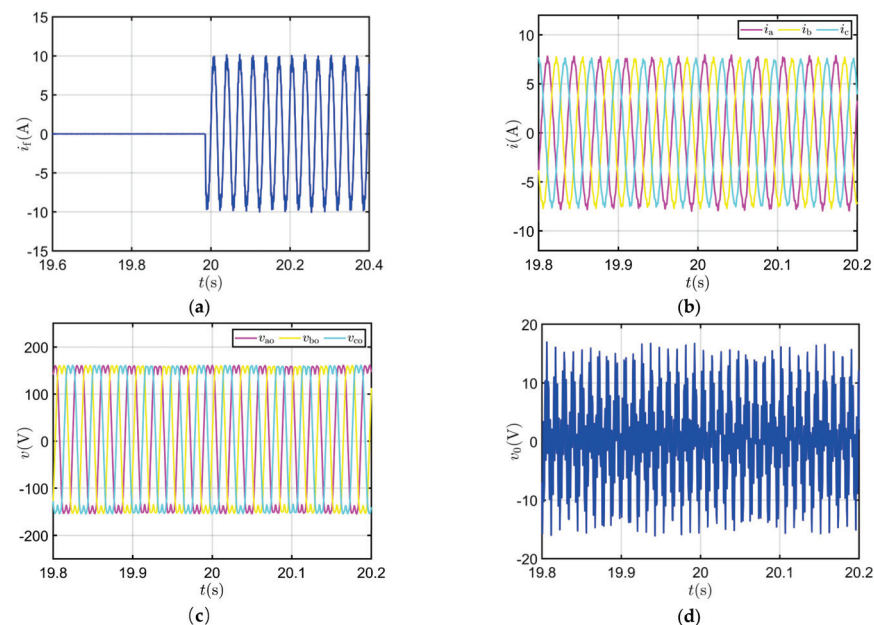 15
10
5
0
-5
-10
-15
i_f(A)
19.6 19.8 20 20.2 20.4
t(s)
(a)
i_a i_b i_c
10
5
0
-5
-10
i(A)
19.8 19.9 20 20.1 20.2
t(s)
(b)
v_ao v_bo v_co
200
100
0
-100
-200
v(V)
19.8 19.9 20 20.1 20.2
t(s)
(c)
20
10
0
-10
-20
v_0(V)
19.8 19.9 20 20.1 20.2
t(s)
(d)